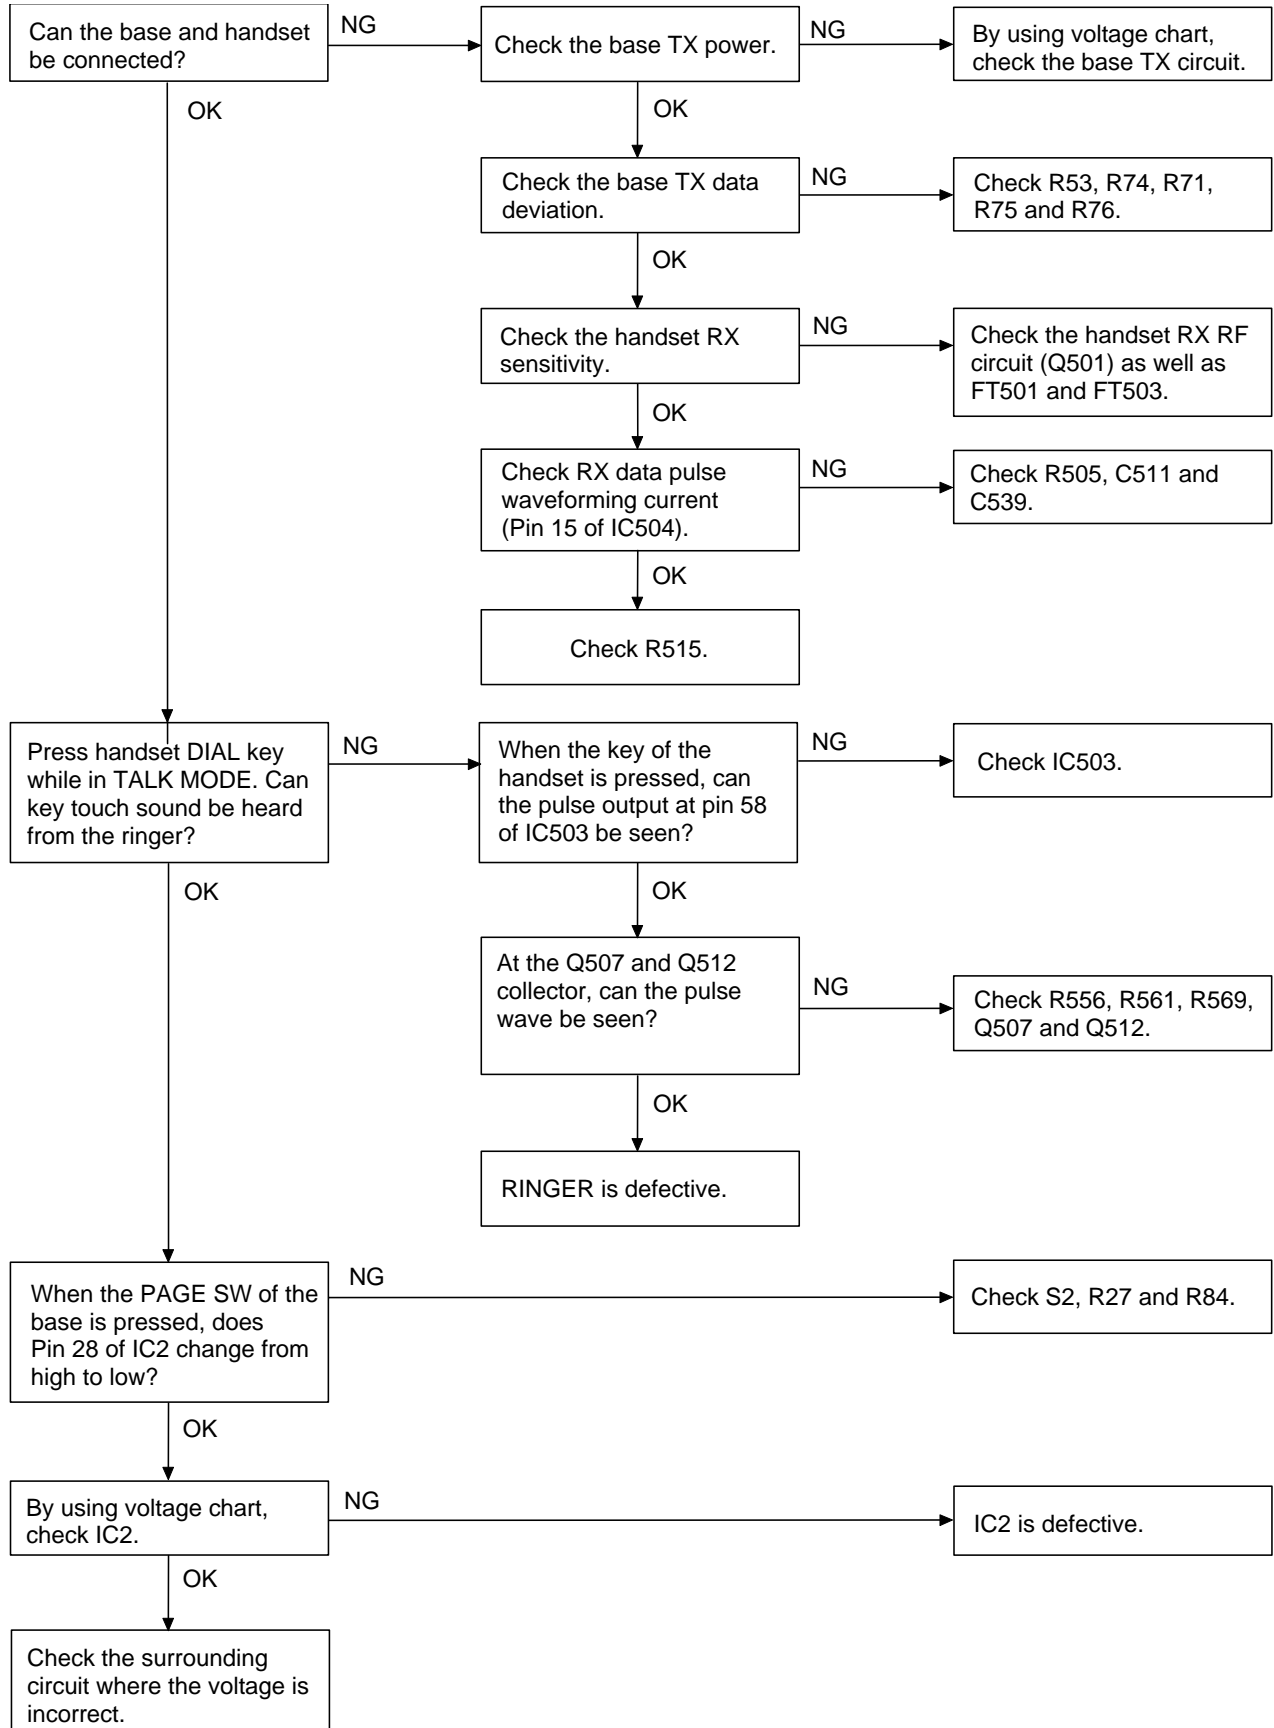 Can the base and handset
be connected?
NG
Check the base TX power.
NG
By using voltage chart,
check the base TX circuit.
OK
OK
Check the base TX data
deviation.
NG
Check R53, R74, R71,
R75 and R76.
OK
Check the handset RX
sensitivity.
NG
Check the handset RX RF
circuit (Q501) as well as
FT501 and FT503.
OK
Check RX data pulse
waveforming current
(Pin 15 of IC504).
NG
Check R505, C511 and
C539.
OK
Check R515.
Press handset DIAL key
while in TALK MODE. Can
key touch sound be heard
from the ringer?
NG
When the key of the
handset is pressed, can
the pulse output at pin 58
of IC503 be seen?
NG
Check IC503.
OK
OK
At the Q507 and Q512
collector, can the pulse
wave be seen?
NG
Check R556, R561, R569,
Q507 and Q512.
OK
RINGER is defective.
When the PAGE SW of the
base is pressed, does
Pin 28 of IC2 change from
high to low?
NG
Check S2, R27 and R84.
OK
By using voltage chart,
check IC2.
NG
IC2 is defective.
OK
Check the surrounding
circuit where the voltage is
incorrect.